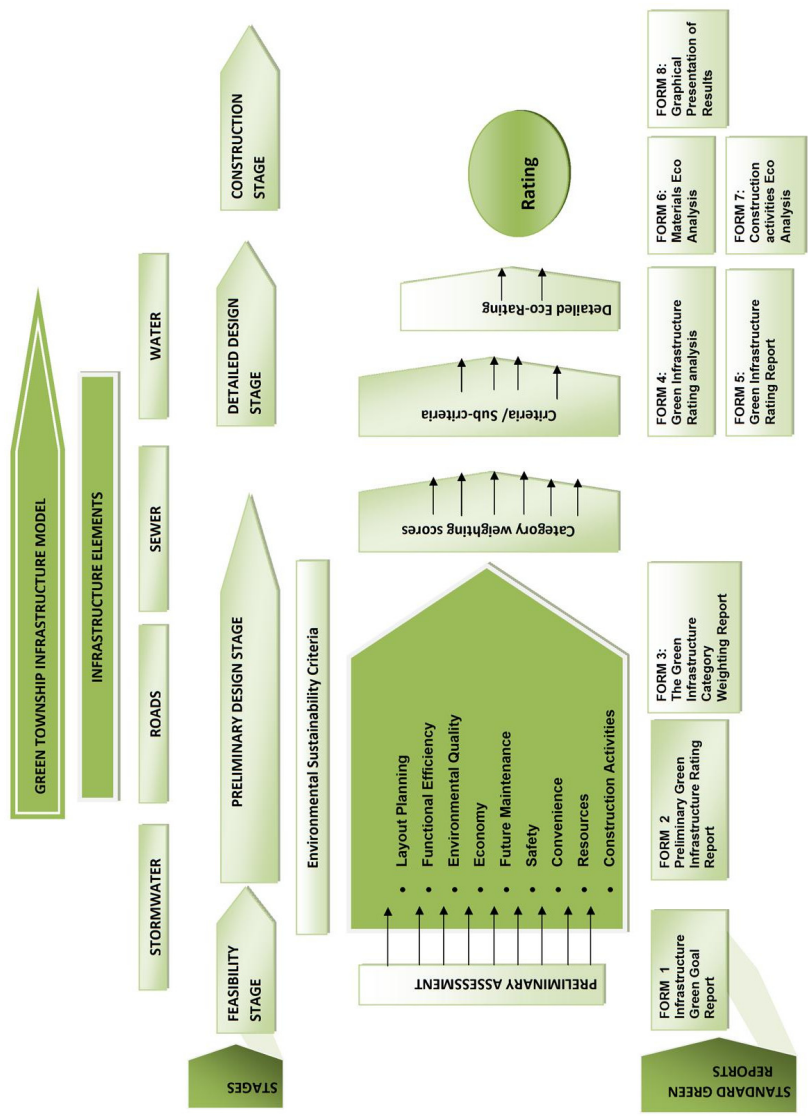 GREEN TOWNSHIP INFRASTRUCTURE MODEL
INFRASTRUCTURE ELEMENTS
STORMWATER
ROADS
SEWER
WATER
STAGES
FEASIBILITY
STAGE
PRELIMINARY DESIGN STAGE
DETAILED DESIGN
STAGE
CONSTRUCTION
STAGE
Environmental Sustainability Criteria
PRELIMINARY ASSESSMENT
• Layout Planning
• Functional Efficiency
• Environmental Quality
• Economy
• Future Maintenance
• Safety
• Convenience
• Resources
• Construction Activities
Category weighting scores
Criteria/ Sub-criteria
Detailed Eco-Rating
Rating
STANDARD GREEN
REPORTS
FORM 1
Infrastructure
Green Goal
Report
FORM 2
Preliminary Green
Infrastructure Rating
Report
FORM 3:
The Green
Infrastructure
Category
Weighting Report
FORM 4:
Green Infrastructure
Rating analysis
FORM 5:
Green Infrastructure
Rating Report
FORM 6:
Materials Eco
Analysis
FORM 7:
Construction
activities Eco
Analysis
FORM 8:
Graphical
Presentation of
Results